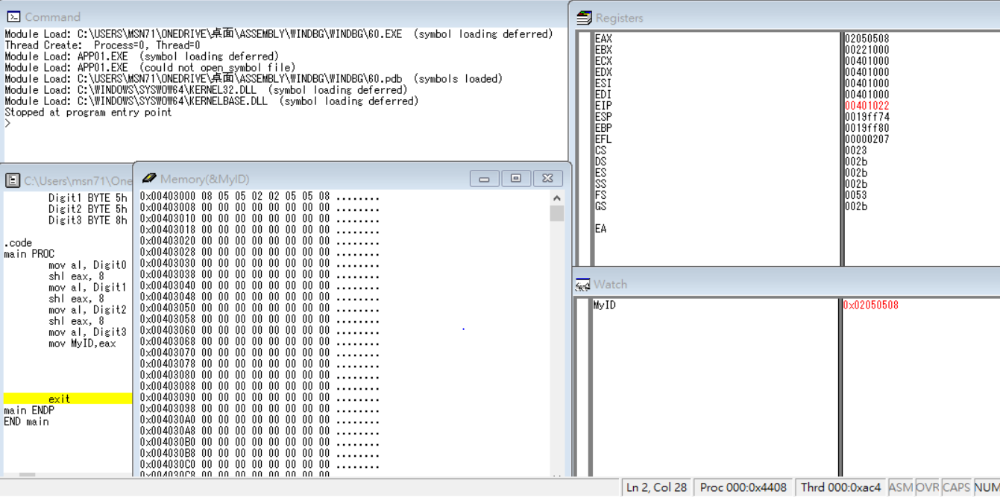 Command
Module Load: C:\USERS\MSN71\ONEDRIVE\桌面\ASSEMBLY\WINDBG\WINDBG\60.EXE  (symbol loading deferred)
Thread Create:  Process=0, Thread=0
Module Load: APP01.EXE  (symbol loading deferred)
Module Load: APP01.EXE  (could not open symbol file)
Module Load: C:\USERS\MSN71\ONEDRIVE\桌面\ASSEMBLY\WINDBG\WINDBG\60.pdb  (symbols loaded)
Module Load: C:\WINDOWS\SYSWOW64\KERNEL32.DLL  (symbol loading deferred)
Module Load: C:\WINDOWS\SYSWOW64\KERNELBASE.DLL  (symbol loading deferred)
Stopped at program entry point
>
C:\Users\msn71\One
Digit1 BYTE 5h
Digit2 BYTE 5h
Digit3 BYTE 8h
.code
main PROC
mov al, Digit0
shl eax, 8
mov al, Digit1
shl eax, 8
mov al, Digit2
shl eax, 8
mov al, Digit3
mov MyID,eax
exit
main ENDP
END main
Memory(&MyID)
0x00403000 08 05 05 02 02 05 05 08 ........
0x00403008 00 00 00 00 00 00 00 00 ........
0x00403010 00 00 00 00 00 00 00 00 ........
0x00403018 00 00 00 00 00 00 00 00 ........
0x00403020 00 00 00 00 00 00 00 00 ........
0x00403028 00 00 00 00 00 00 00 00 ........
0x00403030 00 00 00 00 00 00 00 00 ........
0x00403038 00 00 00 00 00 00 00 00 ........
0x00403040 00 00 00 00 00 00 00 00 ........
0x00403048 00 00 00 00 00 00 00 00 ........
0x00403050 00 00 00 00 00 00 00 00 ........
0x00403058 00 00 00 00 00 00 00 00 ........
0x00403060 00 00 00 00 00 00 00 00 ........
0x00403068 00 00 00 00 00 00 00 00 ........
0x00403070 00 00 00 00 00 00 00 00 ........
0x00403078 00 00 00 00 00 00 00 00 ........
0x00403080 00 00 00 00 00 00 00 00 ........
0x00403088 00 00 00 00 00 00 00 00 ........
0x00403090 00 00 00 00 00 00 00 00 ........
0x00403098 00 00 00 00 00 00 00 00 ........
0x004030A0 00 00 00 00 00 00 00 00 ........
0x004030A8 00 00 00 00 00 00 00 00 ........
0x004030B0 00 00 00 00 00 00 00 00 ........
0x004030B8 00 00 00 00 00 00 00 00 ........
0x004030C0 00 00 00 00 00 00 00 00 ........
0x004030C8 00 00 00 00 00 00 00 00
Registers
EAX 02050508
EBX 00221000
ECX 00401000
EDX 00401000
ESI 00401000
EDI 00401000
EIP 00401022
ESP 0019ff74
EBP 0019ff80
EFL 00000207
CS 0023
DS 002b
ES 002b
SS 002b
FS 0053
GS 002b
EA
Watch
MyID 0x02050508
Ln 2, Col 28 Proc 000:0x4408 Thrd 000:0xac4 ASM OVR CAPS NUM